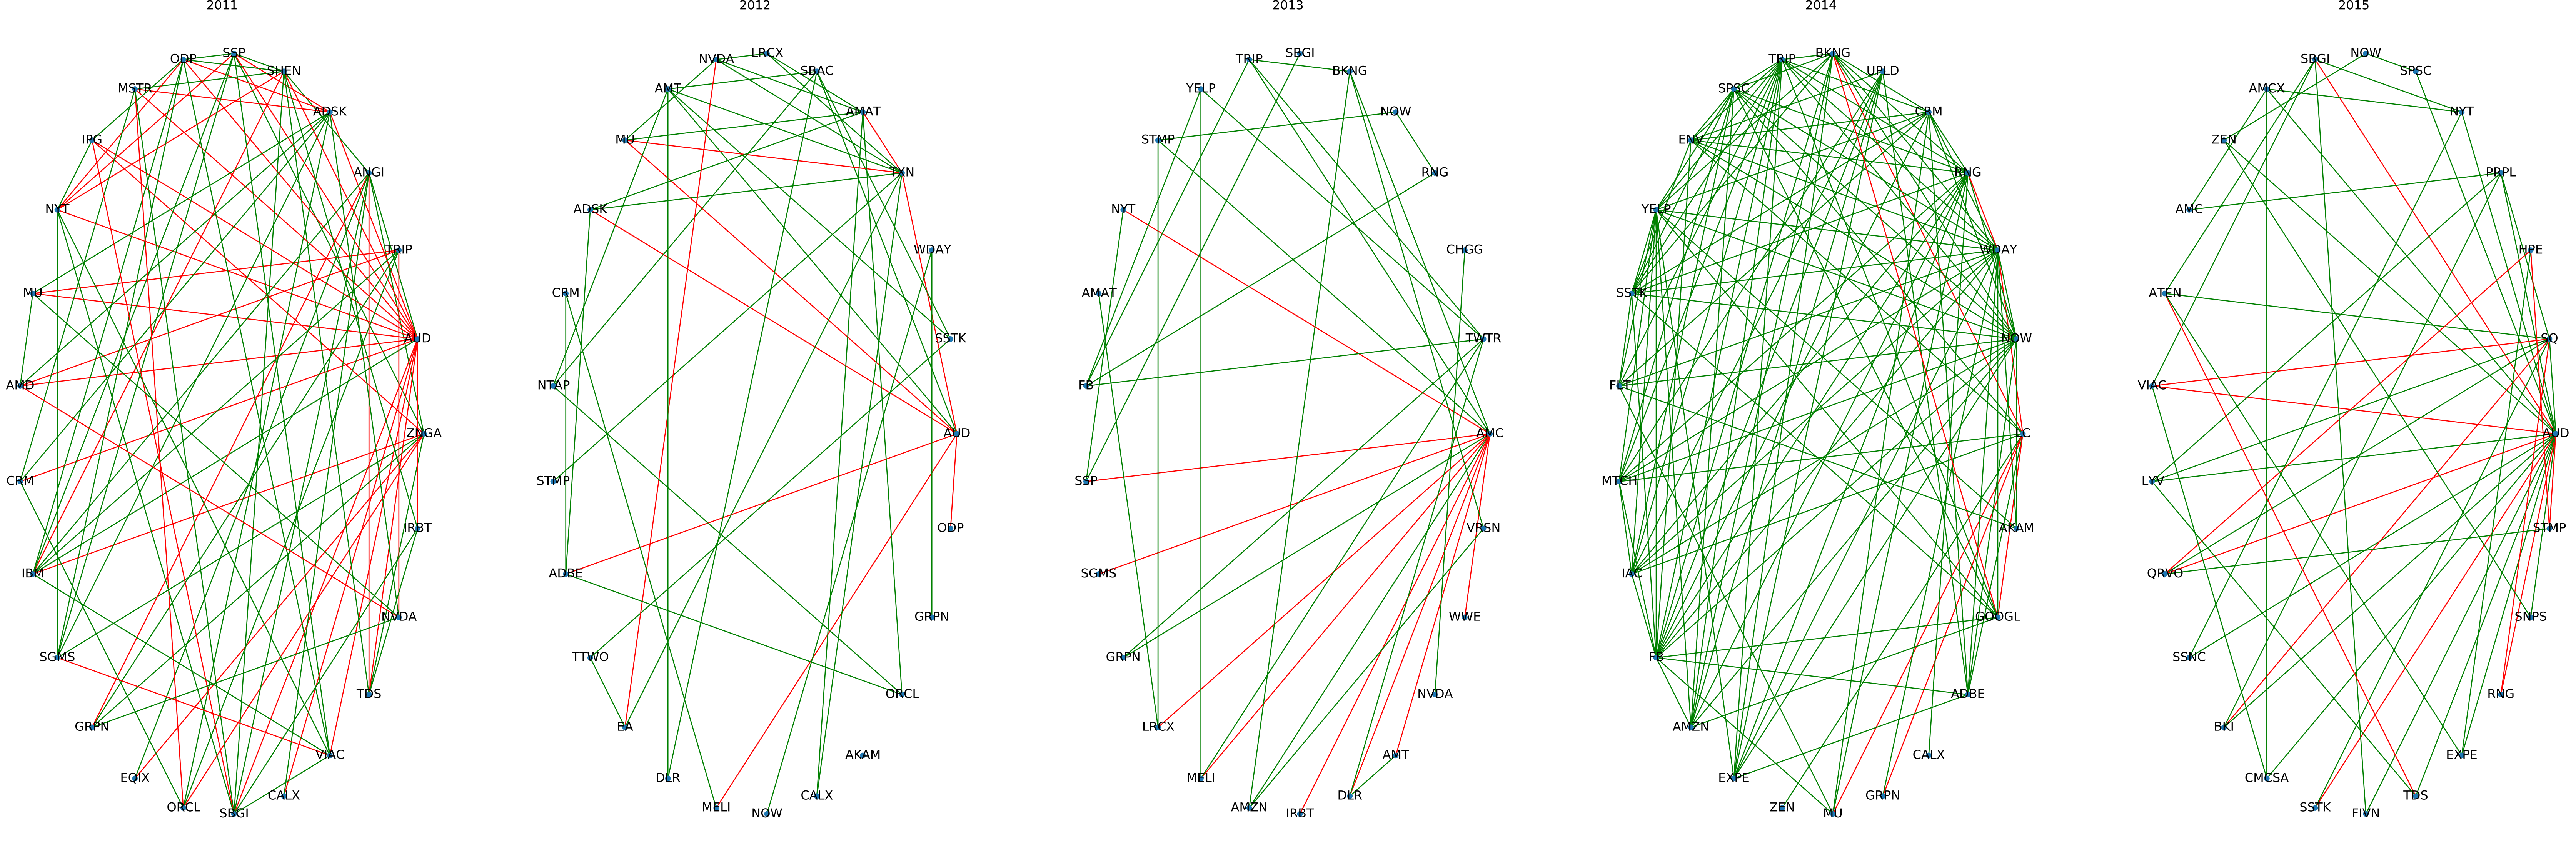 2011
SSP
ODP
SHEN
MSTR
ADSK
IPG
ANGI
NYT
TRIP
MU
AUD
AMD
ZNGA
CRM
IRBT
IBM
NVDA
SGMS
TDS
GRPN
VIAC
EQIX
CALX
ORCL
SBGI
2012
LRCX
NVDA
SBAC
AMT
AMAT
MU
TXN
ADSK
WDAY
CRM
SSTK
NTAP
AUD
STMP
ODP
ADBE
GRPN
TTWO
ORCL
EA
AKAM
DLR
CALX
MELI
NOW
2013
SBGI
TRIP
BKNG
YELP
NOW
STMP
RNG
NYT
CHGG
AMAT
TWTR
FB
AMC
SSP
VRSN
SGMS
WWE
GRPN
NVDA
LRCX
AMT
MELI
DLR
AMZN
IRBT
2014
BKNG
TRIP
UPLD
SPSC
CRM
ENV
RNG
YELP
WDAY
SSTK
NOW
FLT
LC
MTCH
AKAM
IAC
GOOGL
FB
ADBE
AMZN
CALX
EXPE
GRPN
ZEN
MU
2015
NOW
SBGI
SPSC
AMCX
NYT
ZEN
PRPL
AMC
HPE
ATEN
SQ
VIAC
AUD
LYV
STMP
QRVO
SNPS
SSNC
RNG
BKI
EXPE
CMCSA
TDS
SSTK
FIVN